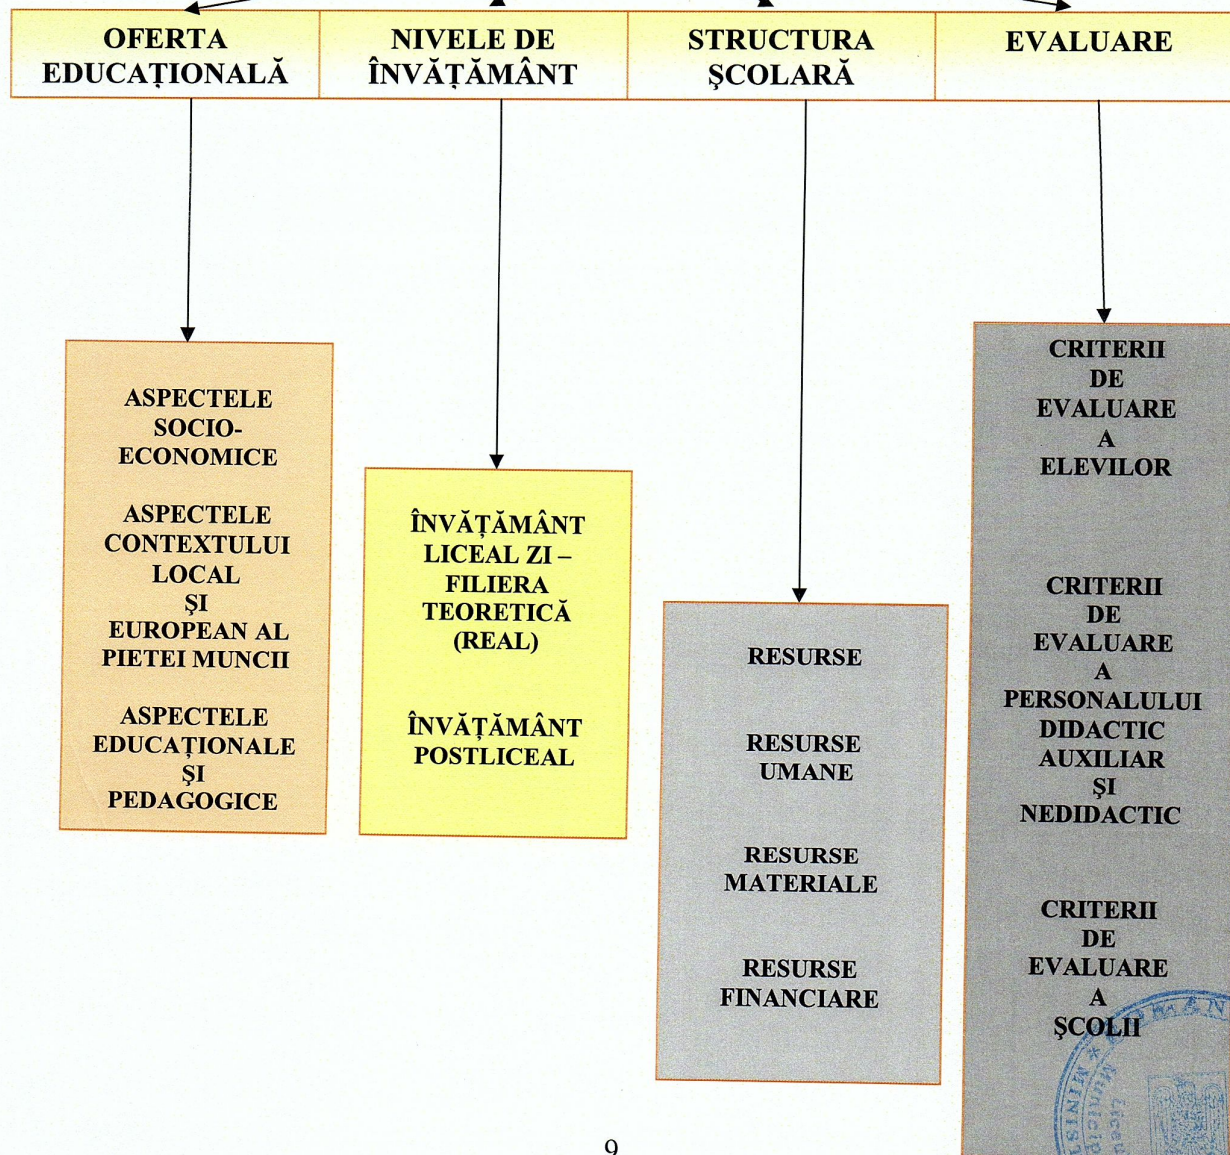 OFERTA
EDUCAȚIONALĂ
NIVELE DE
ÎNVĂȚĂMÂNT
STRUCTURA
ŞCOLARĂ
EVALUARE
ASPECTELE
SOCIO-
ECONOMICE
ASPECTELE
CONTEXTULUI
LOCAL
ŞI
EUROPEAN AL
PIETEI MUNCII
ASPECTELE
EDUCAȚIONALE
ŞI
PEDAGOGICE
ÎNVĂȚĂMÂNT
LICEAL ZI –
FILIERA
TEORETICĂ
(REAL)
ÎNVĂȚĂMÂNT
POSTLICEAL
RESURSE
RESURSE
UMANE
RESURSE
MATERIALE
RESURSE
FINANCIARE
CRITERII
DE
EVALUARE
A
ELEVILOR
CRITERII
DE
EVALUARE
A
PERSONALULUI
DIDACTIC
AUXILIAR
ŞI
NEDIDACTIC
CRITERII
DE
EVALUARE
A
ŞCOLII
9